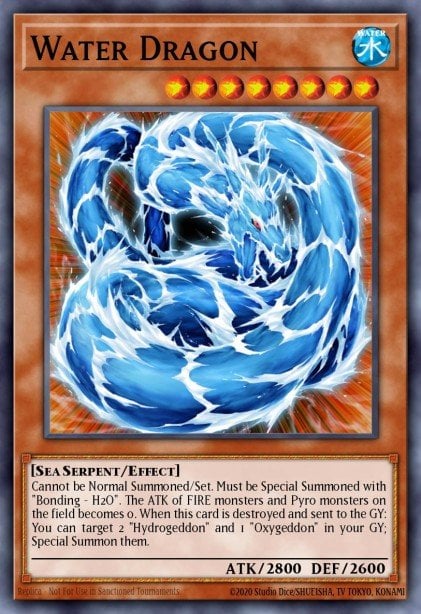 Water Dragon
WATER
水
[Sea Serpent/Effect]
Cannot be Normal Summoned/Set. Must be Special Summoned with
"Bonding - H2O". The ATK of FIRE monsters and Pyro monsters on
the field becomes 0. When this card is destroyed and sent to the GY:
You can target 2 "Hydrogeddon" and 1 "Oxygeddon" in your GY;
Special Summon them.
ATK/2800 DEF/2600
Replica - Not For Use in Sanctioned Tournaments
©2020 Studio Dice/SHUEISHA, TV TOKYO, KONAMI